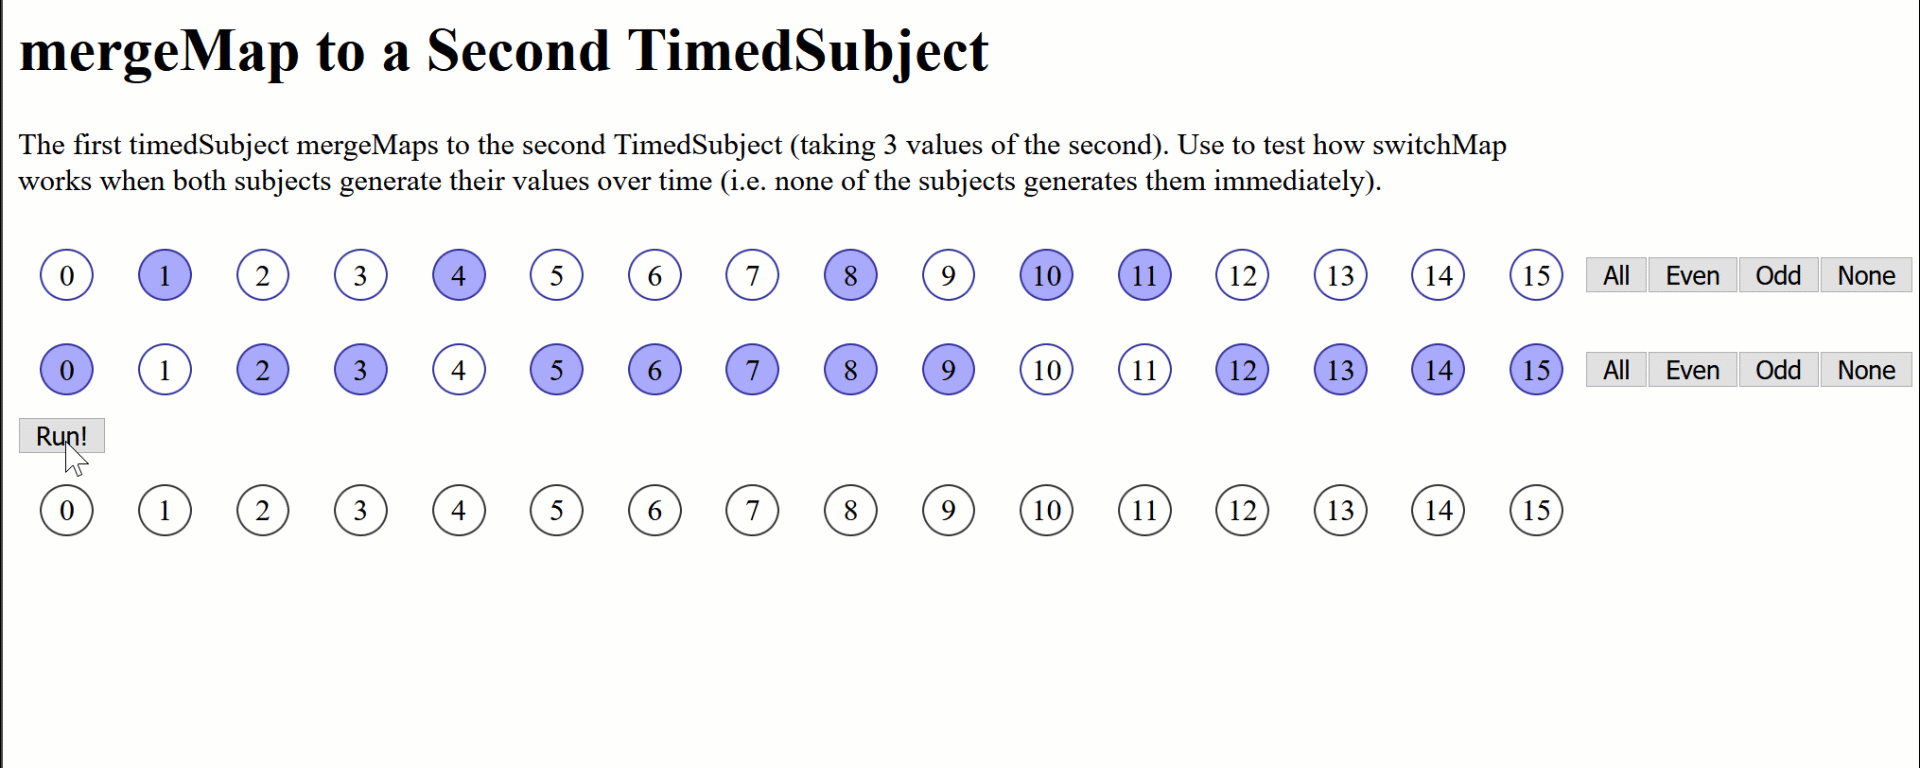 mergeMap to a Second TimedSubject
The first timedSubject mergeMaps to the second TimedSubject (taking 3 values of the second). Use to test how switchMap
works when both subjects generate their values over time (i.e. none of the subjects generates them immediately).
0 1 2 3 4 5 6 7 8 9 10 11 12 13 14 15 All Even Odd None
0 1 2 3 4 5 6 7 8 9 10 11 12 13 14 15 All Even Odd None
Run!
0 1 2 3 4 5 6 7 8 9 10 11 12 13 14 15